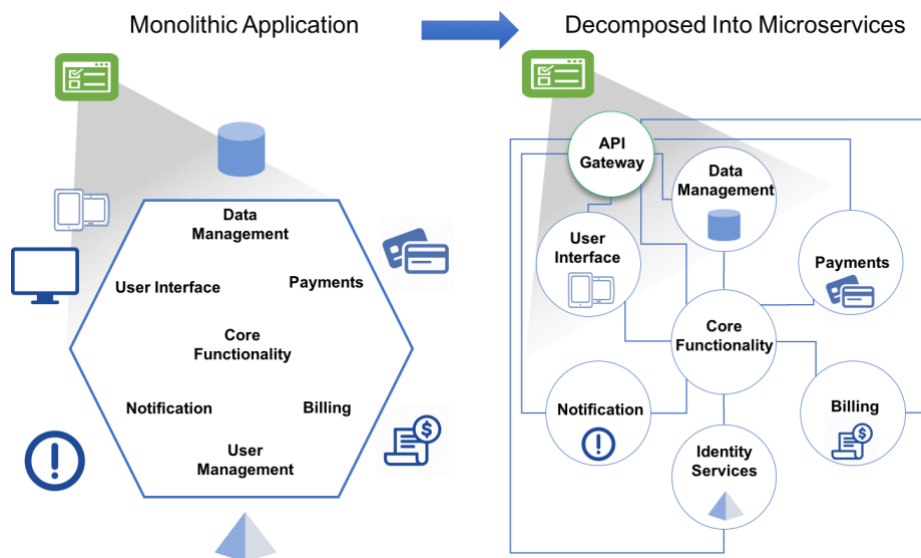 Monolithic Application
Decomposed Into Microservices
Data
Management
User Interface
Payments
Core
Functionality
Notification
Billing
User
Management
API
Gateway
Data
Management
User
Interface
Payments
Core
Functionality
Notification
Billing
Identity
Services